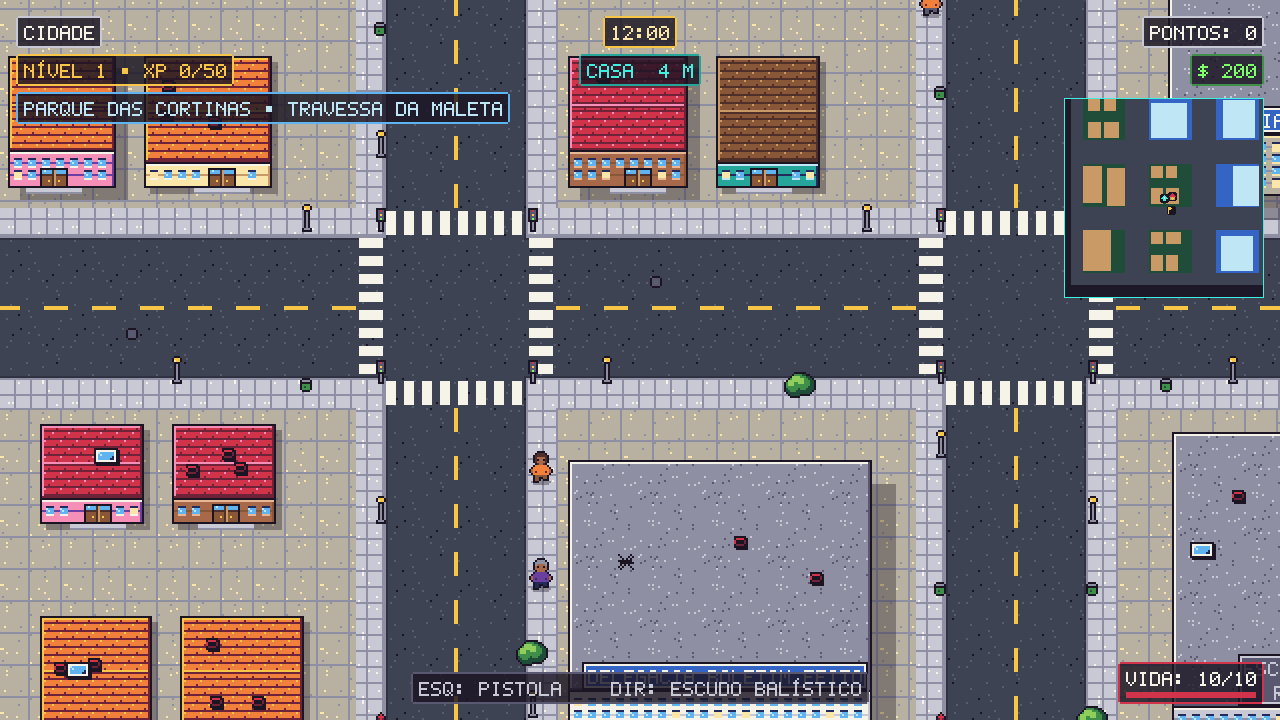 CIDADE
12:00
PONTOS: 0
NÍVEL 1 ▪ XP 0/50
CASA 4 M
$ 200
PARQUE DAS CORTINAS ▪ TRAVESSA DA MALETA
VIDA: 10/10
ESQ: PISTOLA DIR: ESCUDO BALÍSTICO